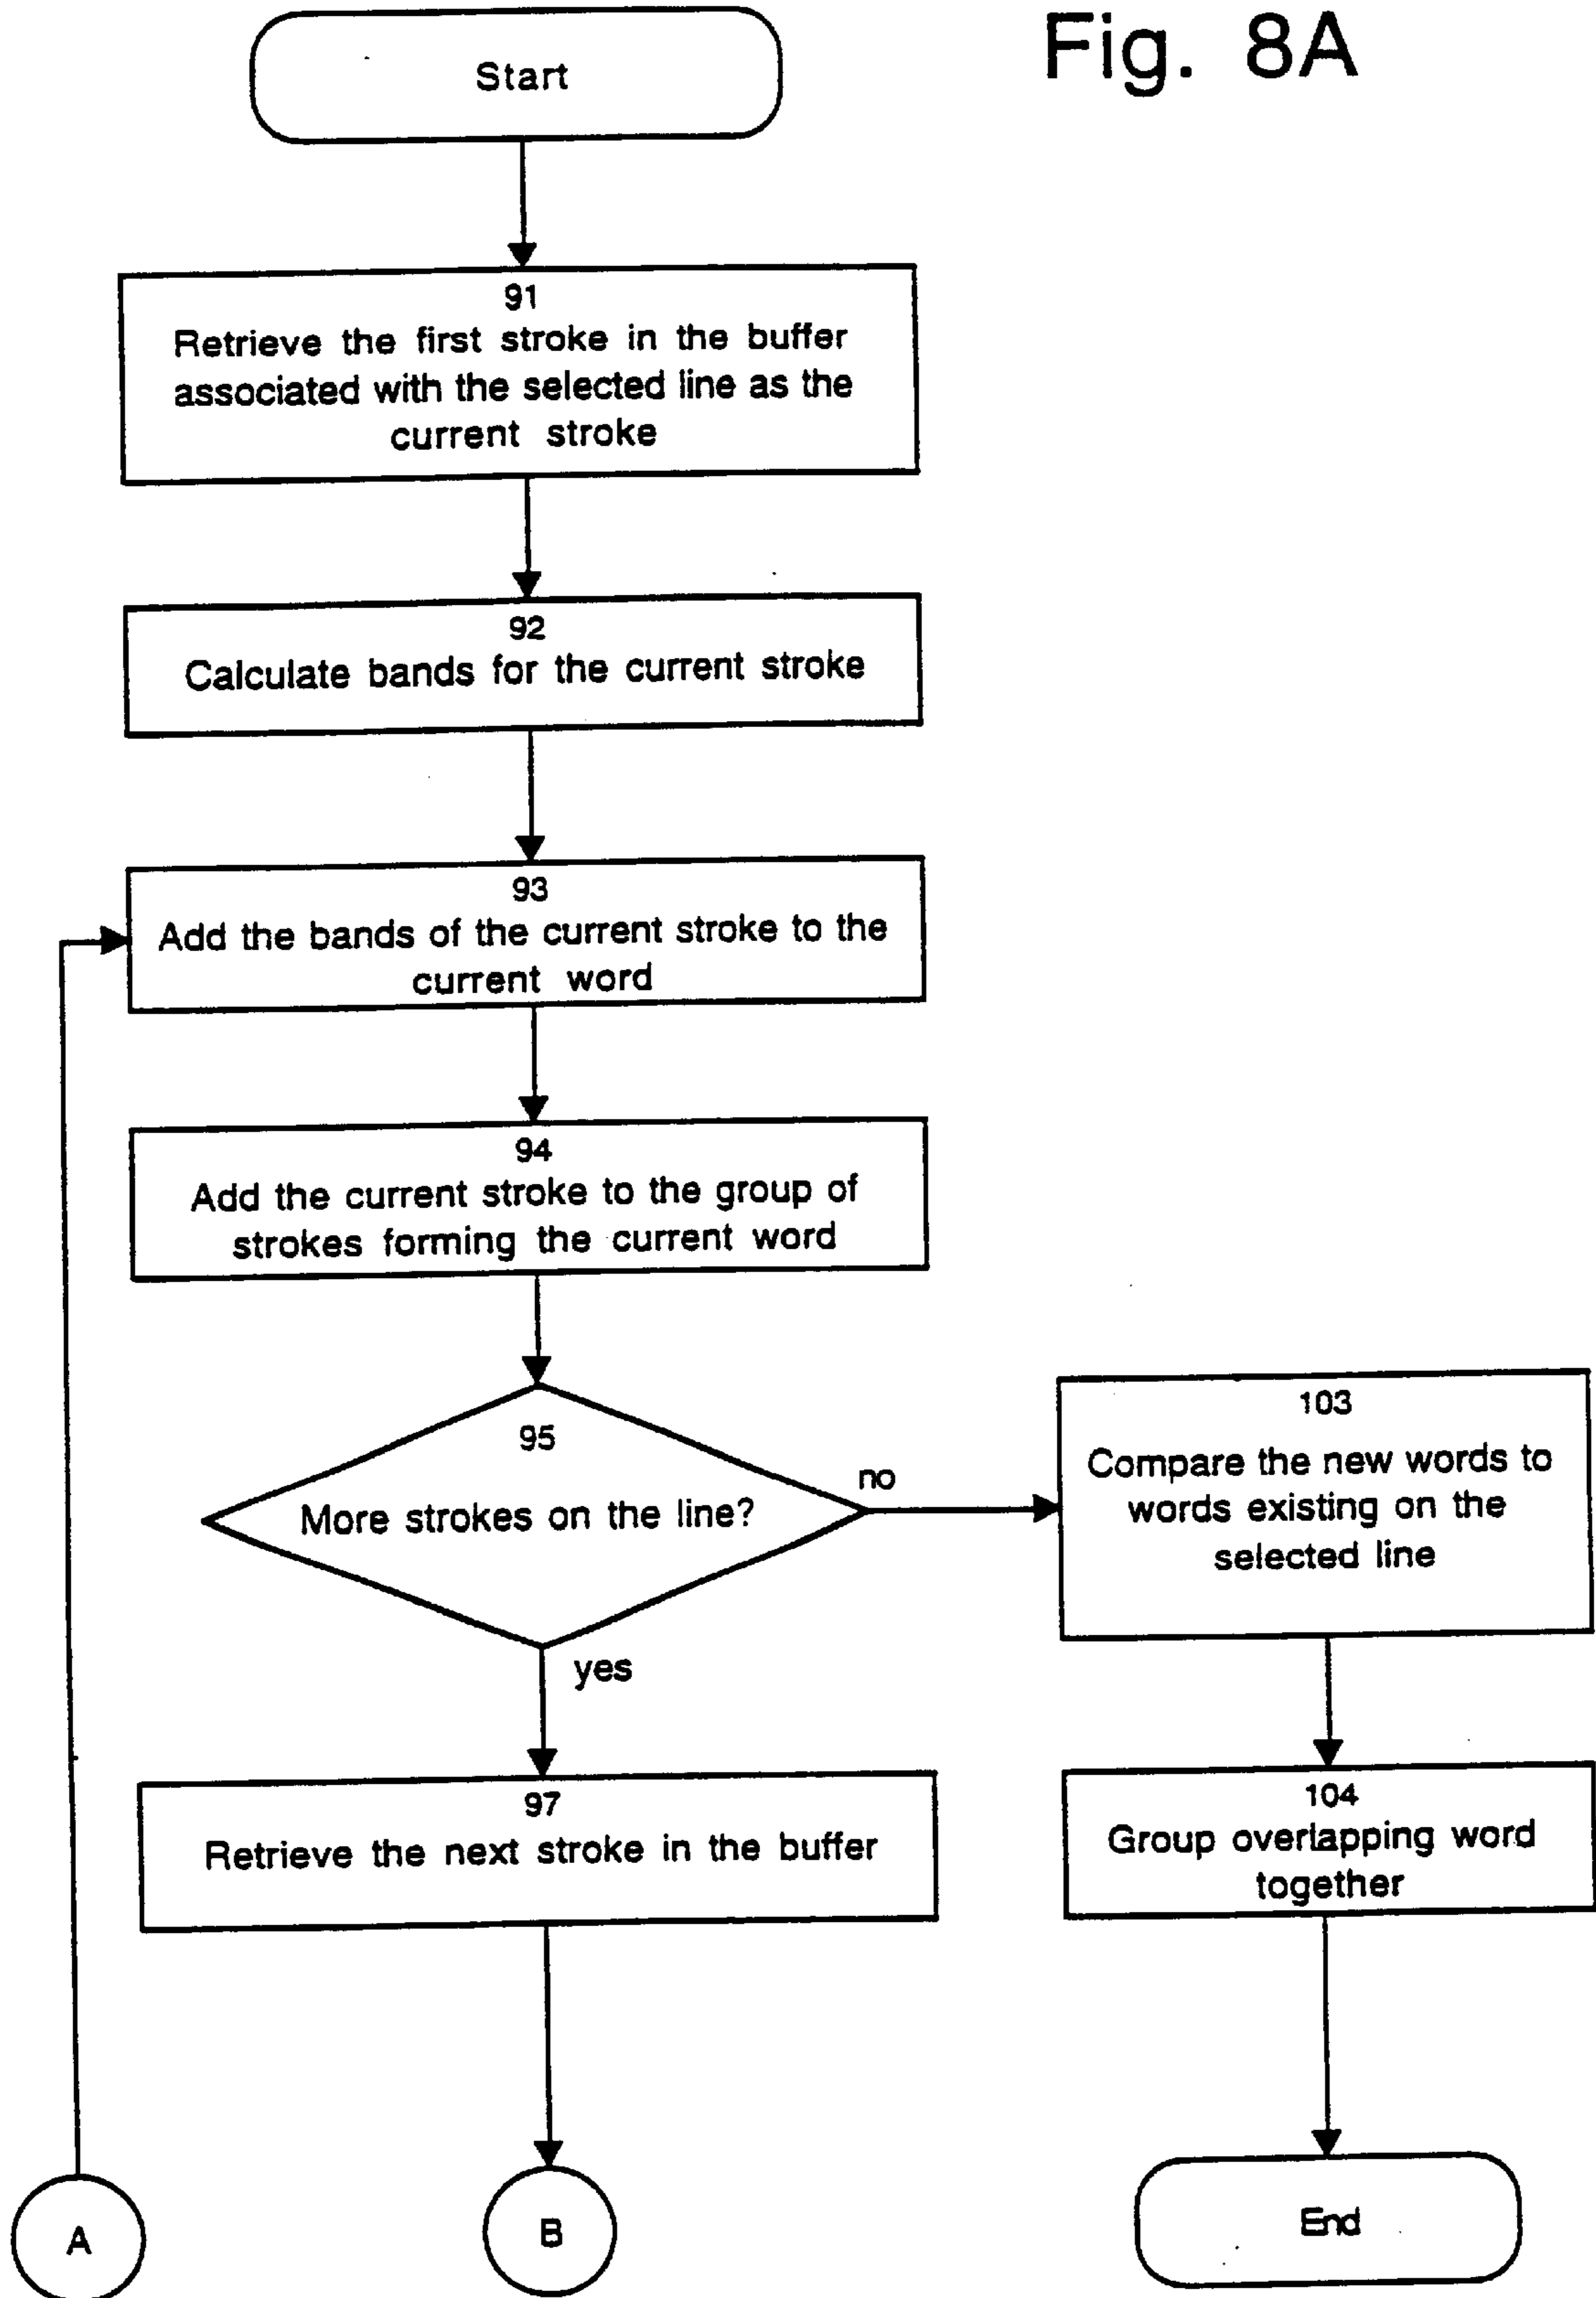 Fig. 8A
Start
91
Retrieve the first stroke in the buffer
associated with the selected line as the
current stroke
92
Calculate bands for the current stroke
93
Add the bands of the current stroke to the
current word
94
Add the current stroke to the group of
strokes forming the current word
95
More strokes on the line?
no
yes
103
Compare the new words to
words existing on the
selected line
97
Retrieve the next stroke in the buffer
104
Group overlapping word
together
A
B
End